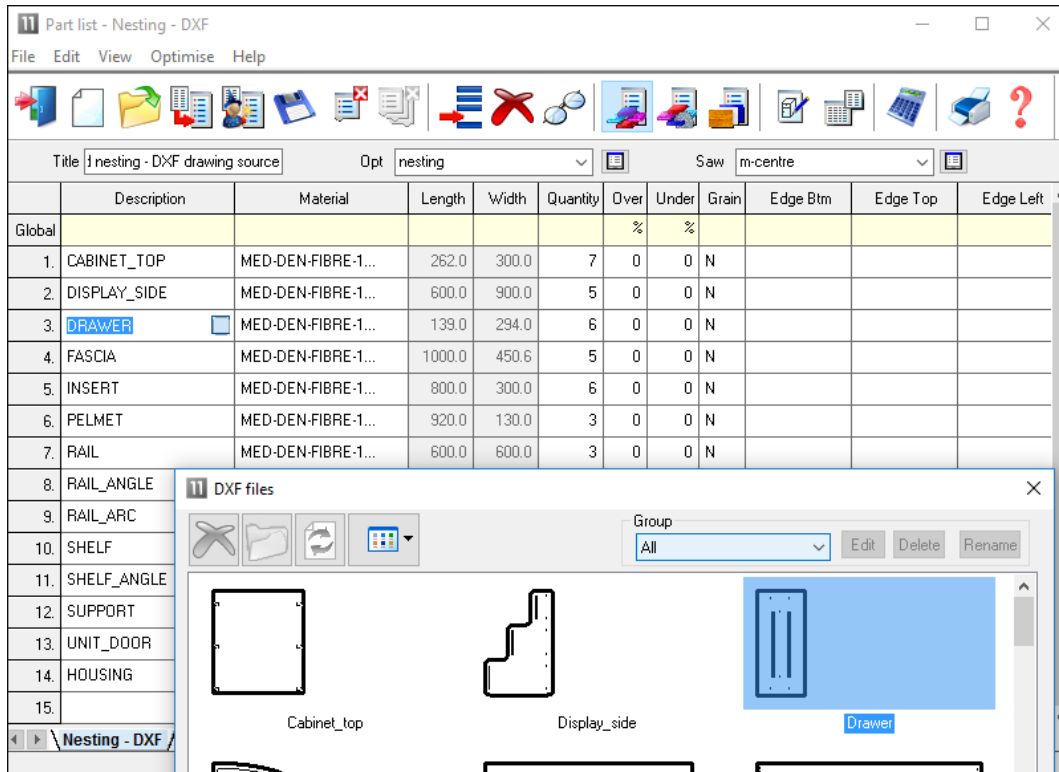 11 Part list - Nesting - DXF
File Edit View Optimise Help
Title d nesting - DXF drawing source Opt nesting Saw m-centre
Description Material Length Width Quantity Over Under Grain Edge Btm Edge Top Edge Left
Global % %
1. CABINET_TOP MED-DEN-FIBRE-1... 262.0 300.0 7 0 0 N
2. DISPLAY_SIDE MED-DEN-FIBRE-1... 600.0 900.0 5 0 0 N
3. DRAWER MED-DEN-FIBRE-1... 139.0 294.0 6 0 0 N
4. FASCIA MED-DEN-FIBRE-1... 1000.0 450.6 5 0 0 N
5. INSERT MED-DEN-FIBRE-1... 800.0 300.0 6 0 0 N
6. PELMET MED-DEN-FIBRE-1... 920.0 130.0 3 0 0 N
7. RAIL MED-DEN-FIBRE-1... 600.0 600.0 3 0 0 N
8. RAIL_ANGLE
9. RAIL_ARC
10. SHELF
11. SHELF_ANGLE
12. SUPPORT
13. UNIT_DOOR
14. HOUSING
15.
Nesting - DXF
11 DXF files
Group
All Edit Delete Rename
Cabinet_top Display_side Drawer